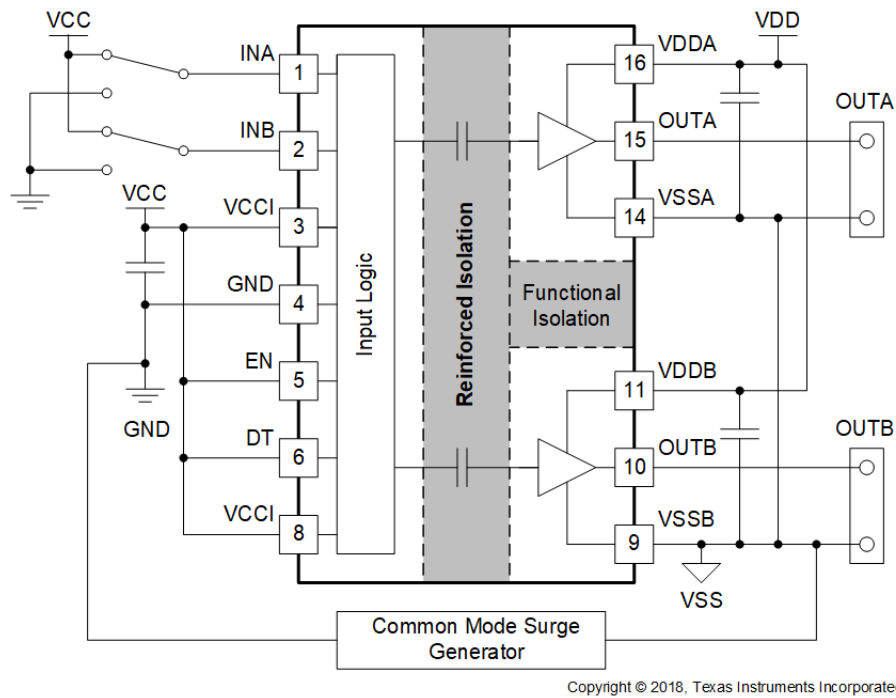 VCC
VDD
INA
1
16
VDDA
OUTA
15
OUTA
INB
2
VCC
VCCI
3
14
VSSA
Input Logic
Reinforced Isolation
Functional
Isolation
GND
4
EN
5
11
VDDB
GND
DT
6
10
OUTB
OUTB
VCCI
8
9
VSSB
VSS
Common Mode Surge
Generator
Copyright © 2018, Texas Instruments Incorporate